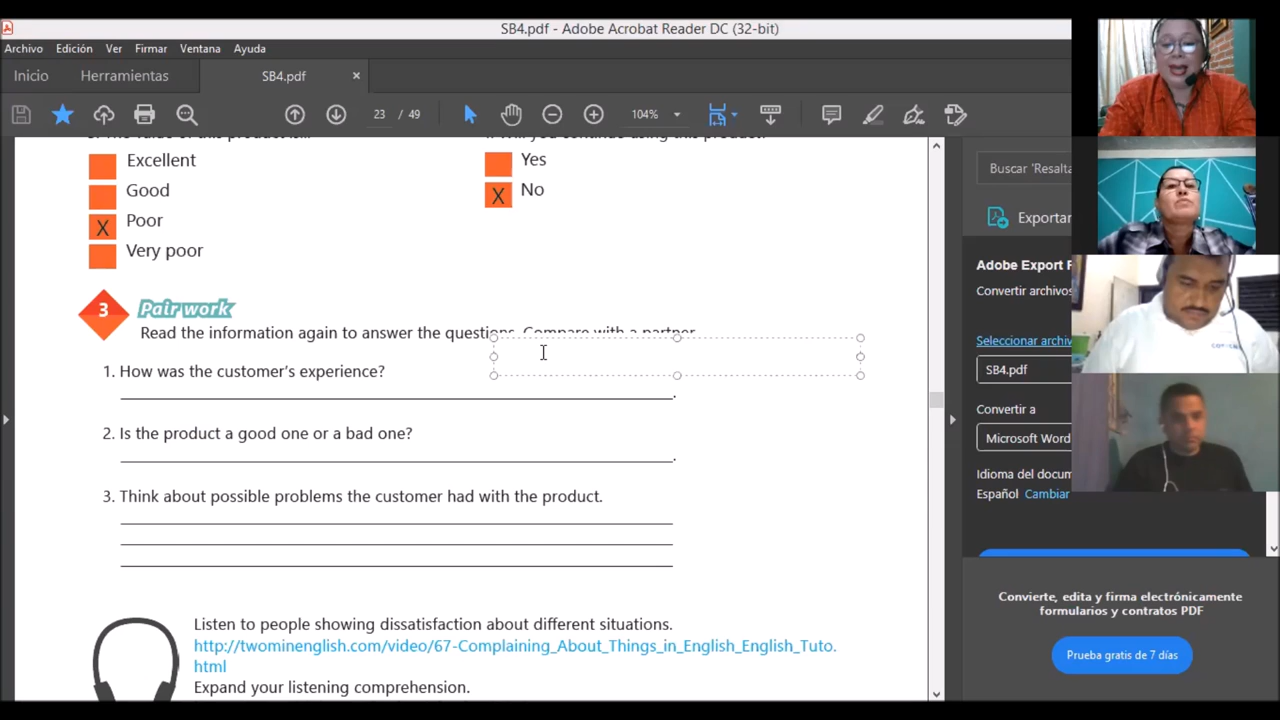 SB4.pdf - Adobe Acrobat Reader DC (32-bit)
Archivo Edición Ver Firmar Ventana Ayuda
Inicio Herramientas SB4.pdf ×
23 / 49 104%
Excellent Yes
Good X No
X Poor
Very poor
3 Pair work
Read the information again to answer the questions. Compare with a partner.
1. How was the customer's experience?
2. Is the product a good one or a bad one?
3. Think about possible problems the customer had with the product.
Listen to people showing dissatisfaction about different situations.
http://twominenglish.com/video/67-Complaining_About_Things_in_English_English_Tuto.
html
Expand your listening comprehension.
Buscar 'Resalta
Exportar
Adobe Export P
Convertir archivos
Seleccionar archiv
SB4.pdf
Convertir a
Microsoft Word
Idioma del docum
Español Cambiar
Convierte, edita y firma electrónicamente
formularios y contratos PDF
Prueba gratis de 7 días